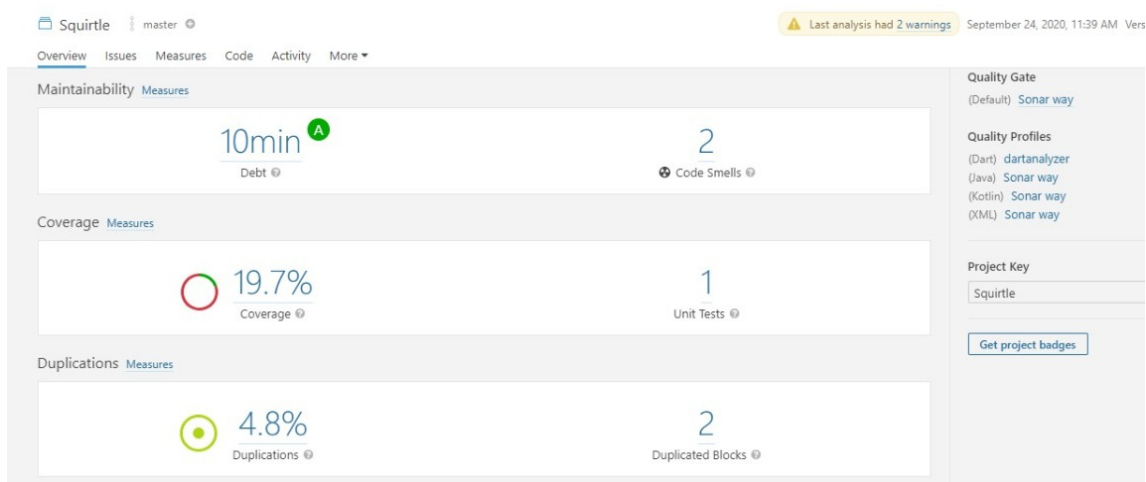 Squirtle master
Last analysis had 2 warnings September 24, 2020, 11:39 AM Vers
Overview Issues Measures Code Activity More
Maintainability Measures
10min A
Debt
2
Code Smells
Coverage Measures
19.7%
Coverage
1
Unit Tests
Duplications Measures
4.8%
Duplications
2
Duplicated Blocks
Quality Gate
(Default) Sonar way
Quality Profiles
(Dart) dartanalyzer
(Java) Sonar way
(Kotlin) Sonar way
(XML) Sonar way
Project Key
Squirtle
Get project badges